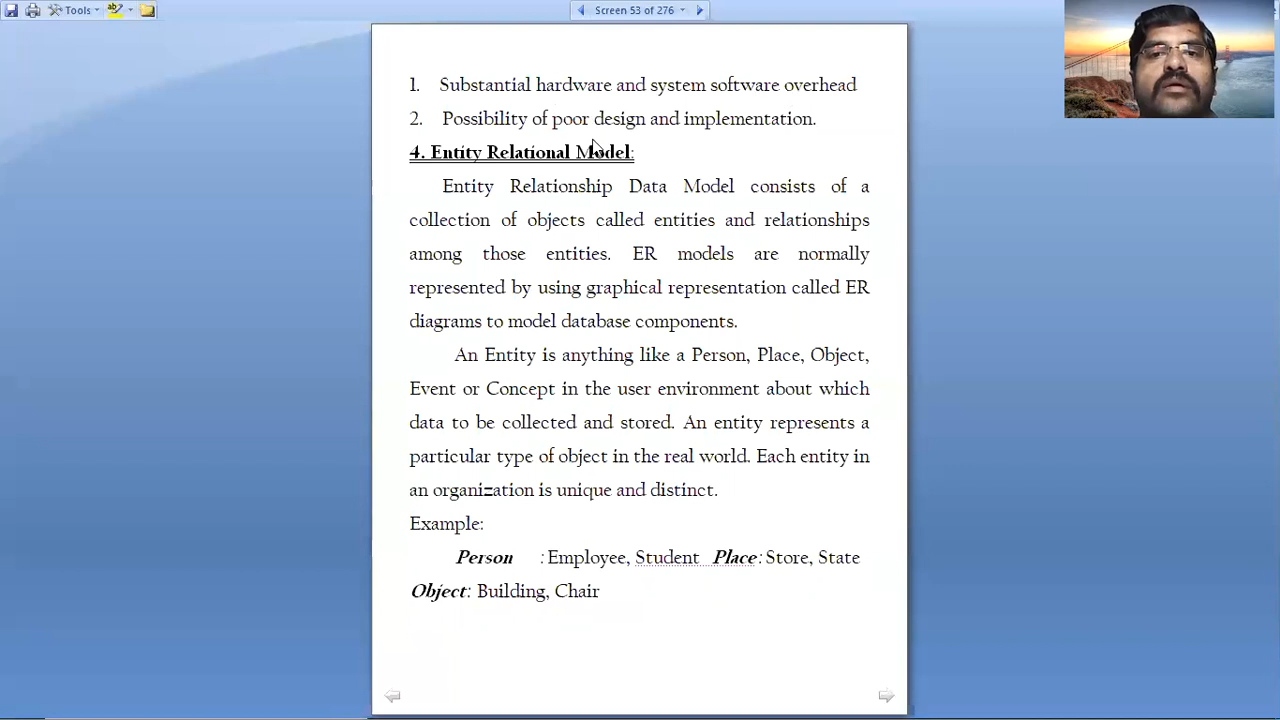 Tools
Screen 53 of 276
1. Substantial hardware and system software overhead
2. Possibility of poor design and implementation.
4. Entity Relational Model:
Entity Relationship Data Model consists of a
collection of objects called entities and relationships
among those entities. ER models are normally
represented by using graphical representation called ER
diagrams to model database components.
An Entity is anything like a Person, Place, Object,
Event or Concept in the user environment about which
data to be collected and stored. An entity represents a
particular type of object in the real world. Each entity in
an organization is unique and distinct.
Example:
Person : Employee, Student Place: Store, State
Object: Building, Chair